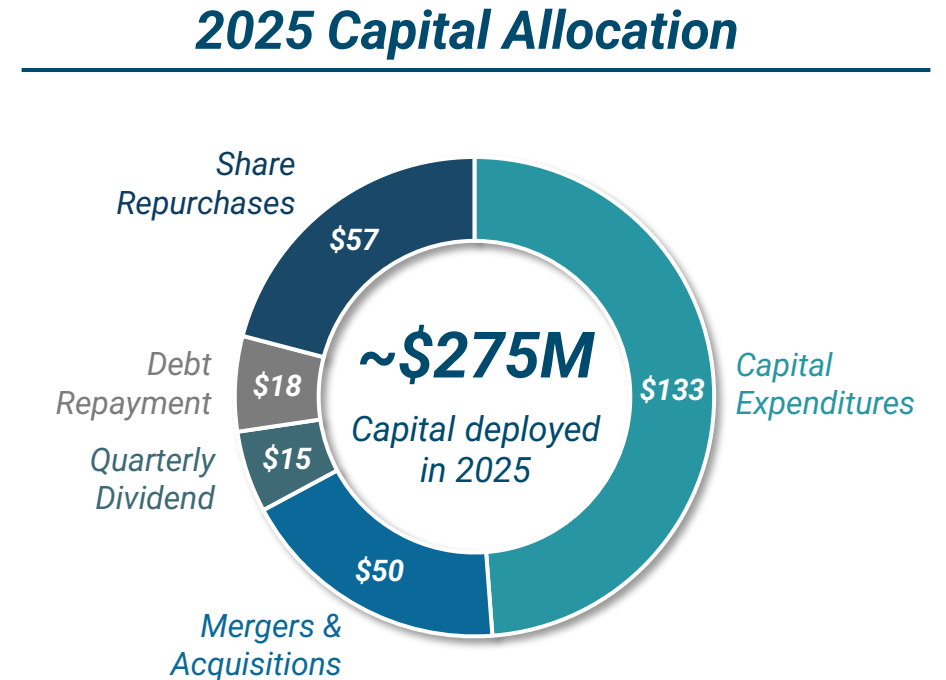 2025 Capital Allocation
Share
Repurchases
$57
Debt
Repayment
$18
Quarterly
Dividend
$15
~$275M
Capital deployed
in 2025
$133
Capital
Expenditures
$50
Mergers &
Acquisitions